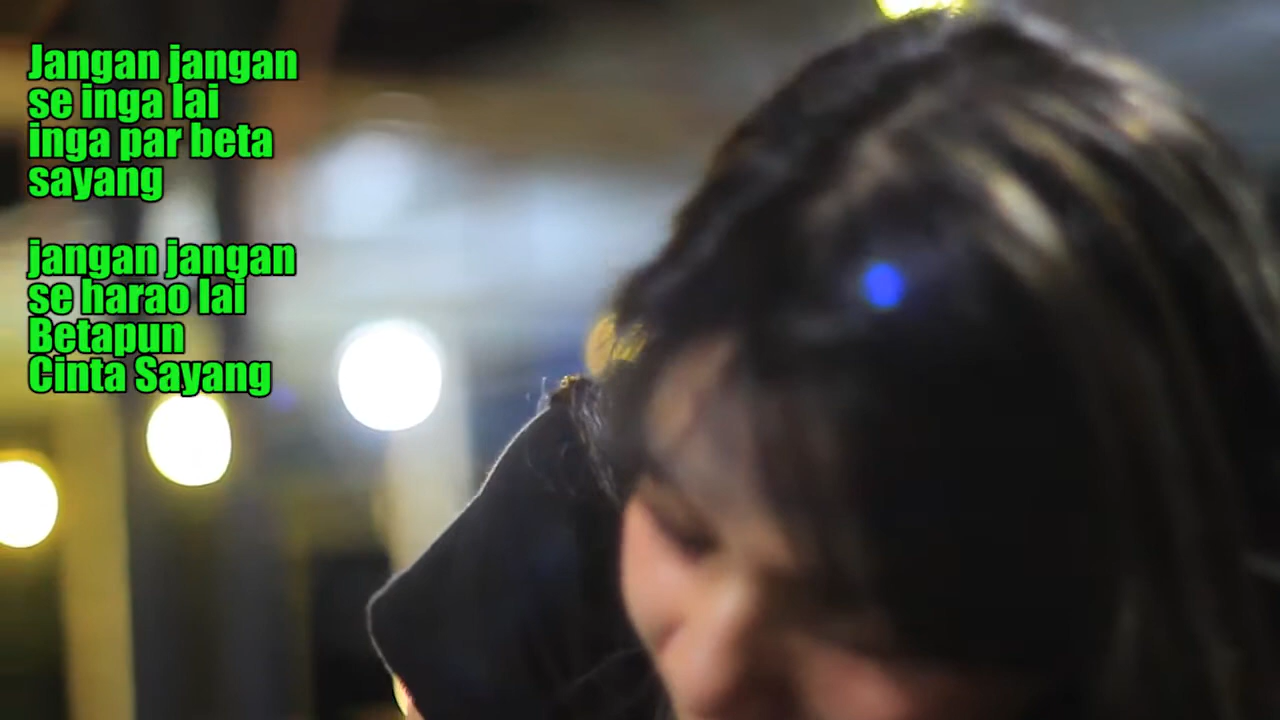 Jangan jangan
se inga lai
inga par beta
sayang
jangan jangan
se harao lai
Betapun
Cinta Sayang